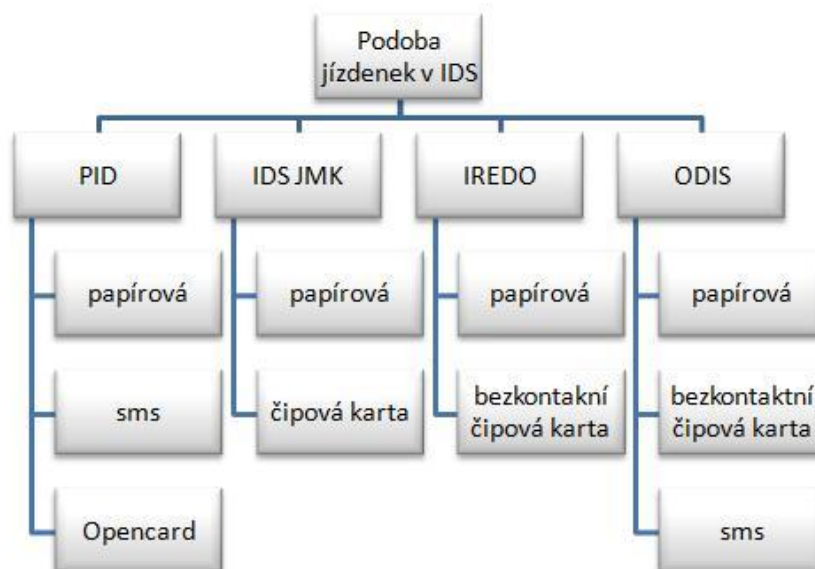 Podoba
jízdenek v IDS
PID
IDS JMK
IREDO
ODIS
papírová
papírová
papírová
papírová
sms
čipová karta
bezkontakní
čipová karta
bezkontaktní
čipová karta
Opencard
sms